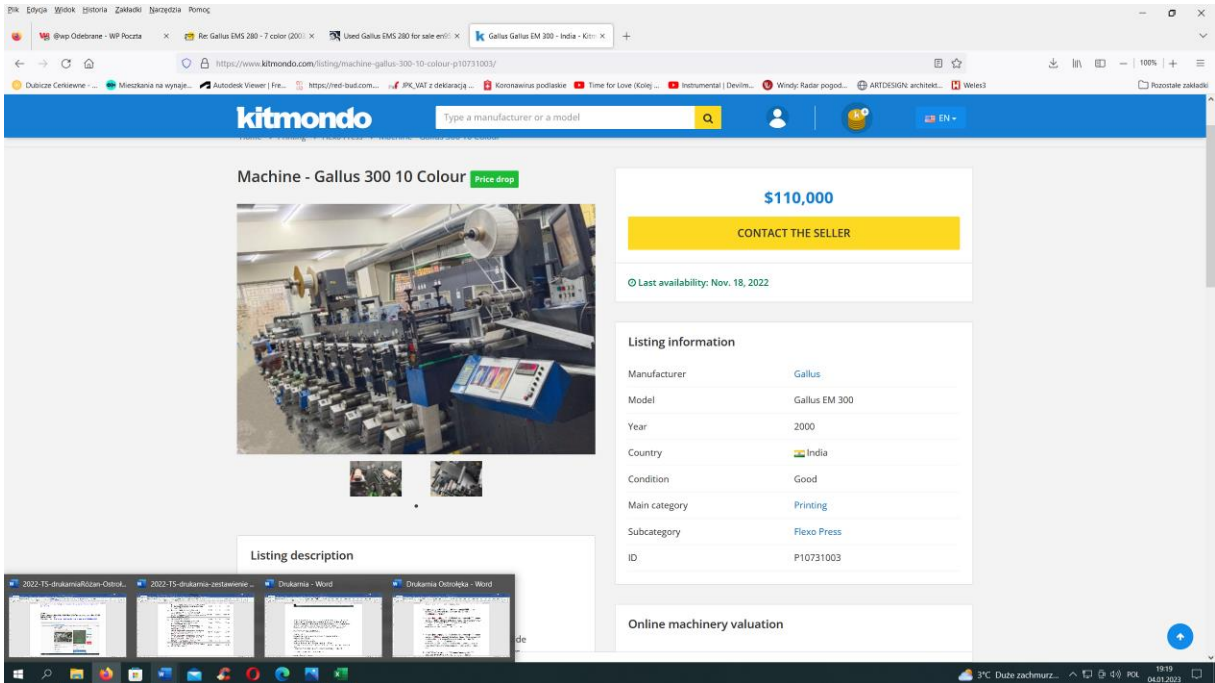 Plik Edycja Widok Historia Zakładki Narzędzia Pomoc
@wp Odebrane - WP Poczta
Re: Gallus EMS 280 - 7 color (200
Used Gallus EMS 280 for sale en
Gallus Gallus EM 300 - India - Kit
https://www.kitmondo.com/listing/machine-gallus-300-10-colour-p10731003/
100%
Dubicze Cerkiewne - ...
Mieszkania na wynaje...
Autodesk Viewer | Fre...
https://red-bud.com...
JPK_VAT z deklaracją ...
Koronawirus podlaskie
Time for Love (Kolej ...
Instrumental | Devilm...
Windy: Radar pogod...
ARTDESIGN: architekt...
Weles3
Pozostałe zakładki
kitmondo
Type a manufacturer or a model
EN
Machine - Gallus 300 10 Colour Price drop
$110,000
CONTACT THE SELLER
Last availability: Nov. 18, 2022
Listing information
Manufacturer Gallus
Model Gallus EM 300
Year 2000
Country India
Condition Good
Main category Printing
Subcategory Flexo Press
ID P10731003
Listing description
Online machinery valuation
2022-TS-drukarniaRóżan-Ostroł...
2022-TS-drukarnia-zestawienie ...
Drukarnia - Word
Drukarnia Ostrołęka - Word
de
3°C Duże zachmurz...
POL
19:19
04.01.2023